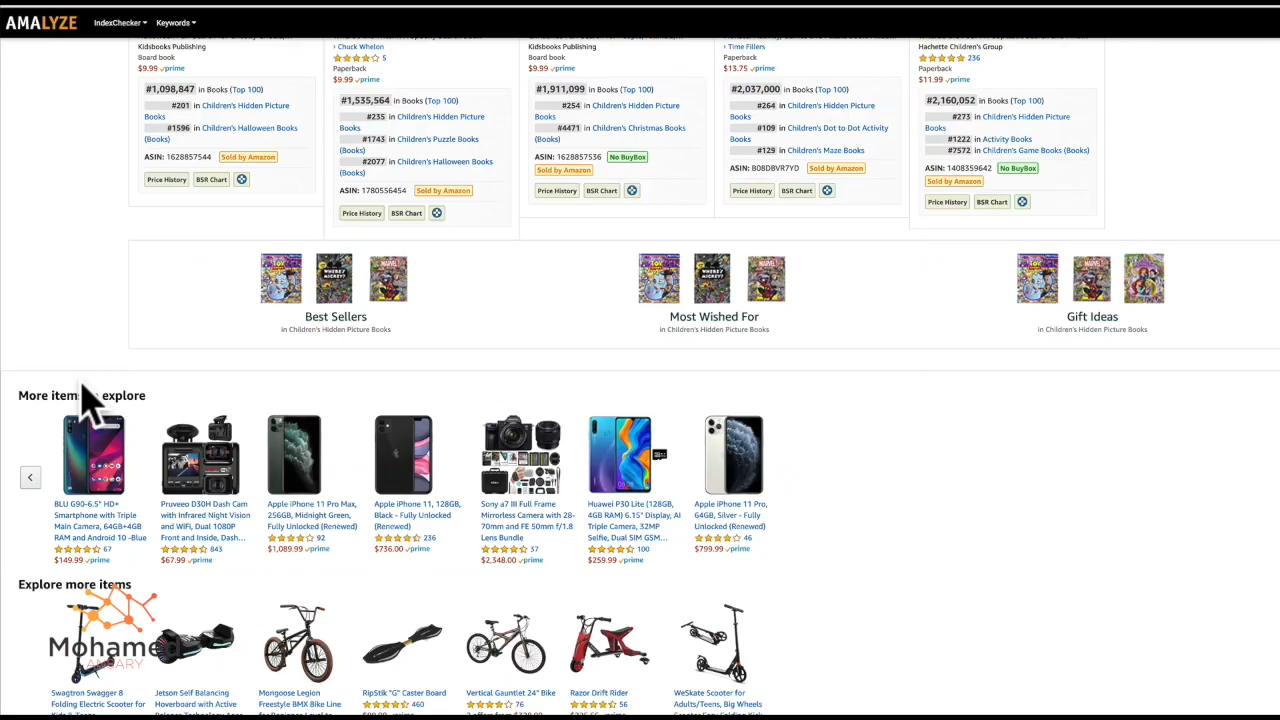 AMALYZE
IndexChecker
Keywords
Kidsbooks Publishing
Board book
$9.99 prime
#1,098,847 in Books (Top 100)
#201 in Children's Hidden Picture
Books
#1596 in Children's Halloween Books
(Books)
ASIN: 1628857544 Sold by Amazon
Price History BSR Chart
› Chuck Whelon
5
Paperback
$9.99 prime
#1,535,564 in Books (Top 100)
#235 in Children's Hidden Picture
Books
#1743 in Children's Puzzle Books
(Books)
#2077 in Children's Halloween Books
(Books)
ASIN: 1780556454 Sold by Amazon
Price History BSR Chart
Kidsbooks Publishing
Board book
$9.99 prime
#1,911,099 in Books (Top 100)
#254 in Children's Hidden Picture
Books
#4471 in Children's Christmas Books
(Books)
ASIN: 1628857536 No BuyBox
Sold by Amazon
Price History BSR Chart
› Time Fillers
Paperback
$13.75 prime
#2,037,000 in Books (Top 100)
#264 in Children's Hidden Picture
Books
#109 in Children's Dot to Dot Activity
Books
#129 in Children's Maze Books
ASIN: B08DBVR7YD Sold by Amazon
Price History BSR Chart
Hachette Children's Group
236
Paperback
$11.99 prime
#2,160,052 in Books (Top 100)
#273 in Children's Hidden Picture
Books
#1222 in Activity Books
#7572 in Children's Game Books (Books)
ASIN: 1408359642 No BuyBox
Sold by Amazon
Price History BSR Chart
Best Sellers
in Children's Hidden Picture Books
Most Wished For
in Children's Hidden Picture Books
Gift Ideas
in Children's Hidden Picture Books
More items explore
BLU G90-6.5" HD+
Smartphone with Triple
Main Camera, 64GB+4GB
RAM and Android 10 -Blue
67
$149.99 prime
Pruveeo D30H Dash Cam
with Infrared Night Vision
and WiFi, Dual 1080P
Front and Inside, Dash...
843
$67.99 prime
Apple iPhone 11 Pro Max,
256GB, Midnight Green,
Fully Unlocked (Renewed)
92
$1,089.99 prime
Apple iPhone 11, 128GB,
Black - Fully Unlocked
(Renewed)
236
$736.00 prime
Sony a7 III Full Frame
Mirrorless Camera with 28-
70mm and FE 50mm f/1.8
Lens Bundle
37
$2,348.00 prime
Huawei P30 Lite (128GB,
4GB RAM) 6.15" Display, AI
Triple Camera, 32MP
Selfie, Dual SIM GSM...
100
$259.99 prime
Apple iPhone 11 Pro,
64GB, Silver - Fully
Unlocked (Renewed)
46
$799.99 prime
Explore more items
Mohamed
ANSARY
Swagtron Swagger 8
Folding Electric Scooter for
Jetson Self Balancing
Hoverboard with Active
Mongoose Legion
Freestyle BMX Bike Line
RipStik "G" Caster Board
460
Vertical Gauntlet 24" Bike
76
Razor Drift Rider
56
WeSkate Scooter for
Adults/Teens, Big Wheels